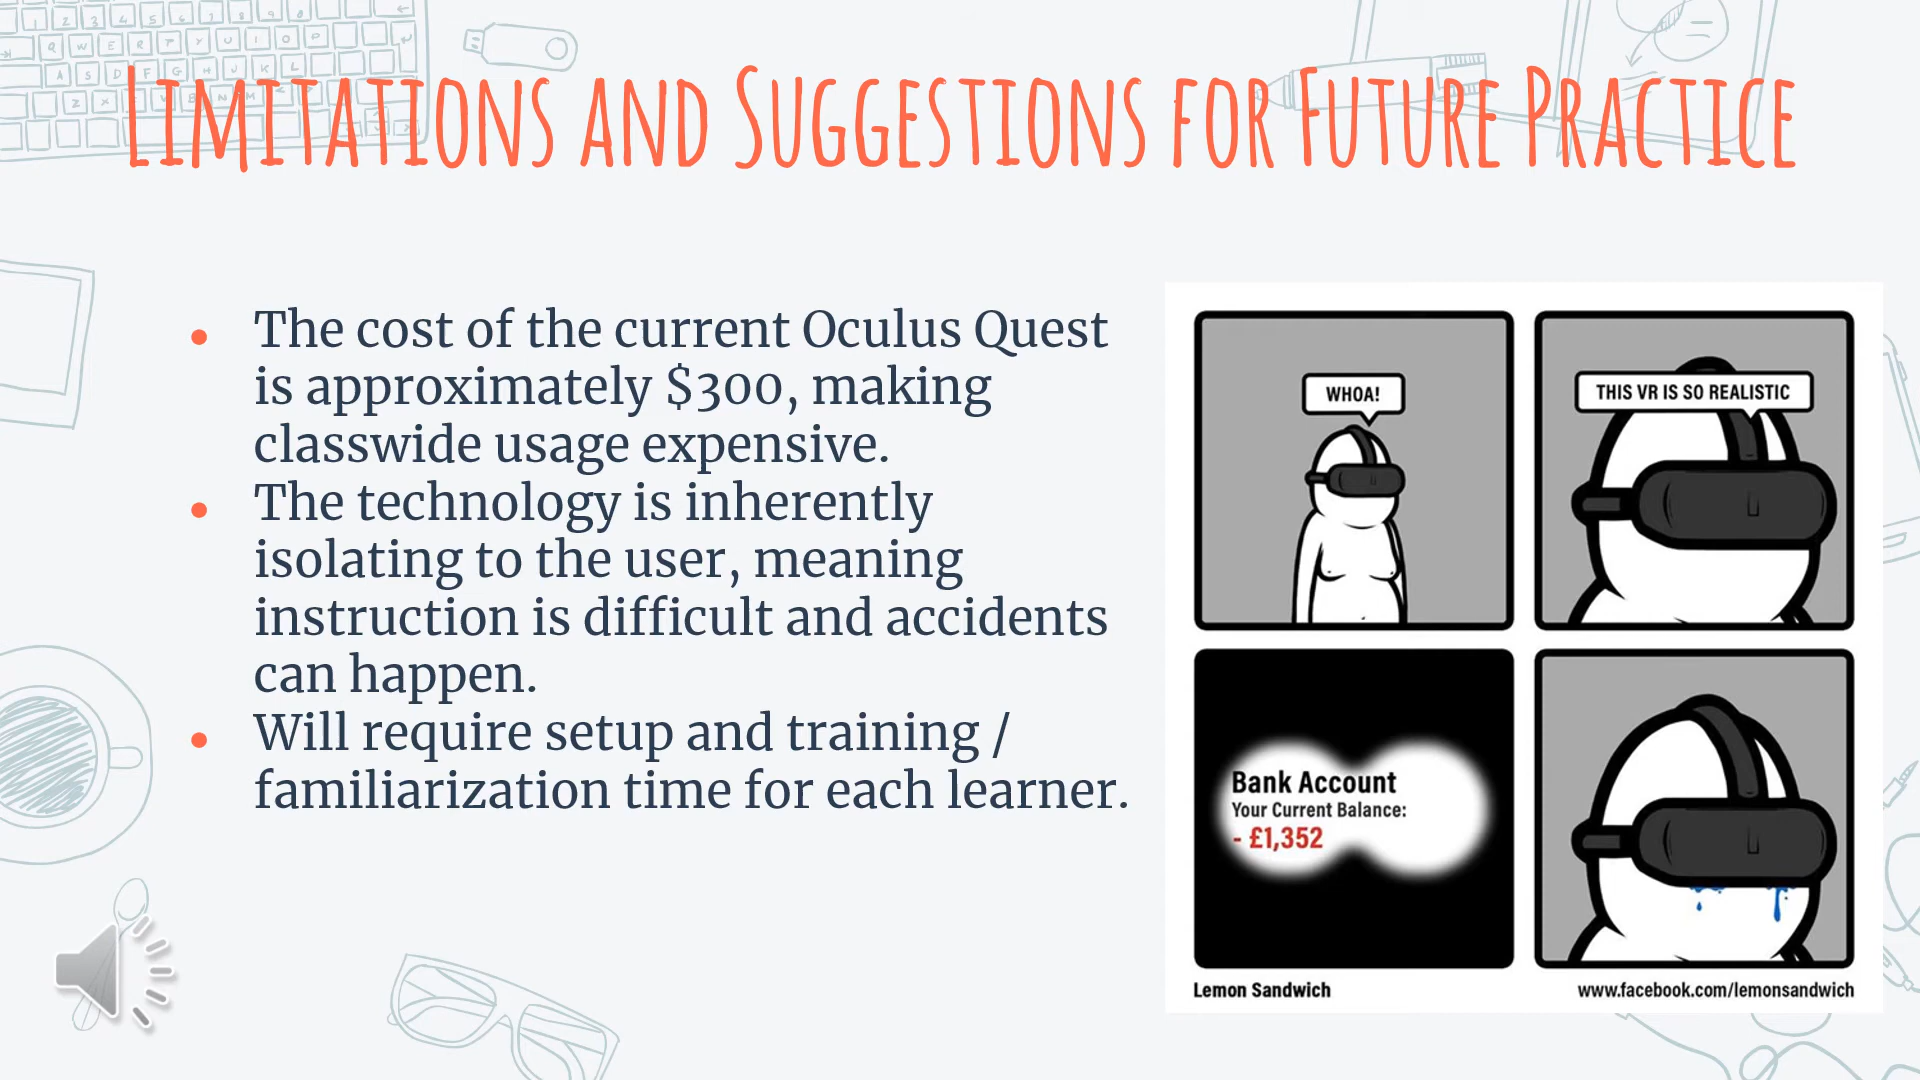 Limitations and Suggestions for Future Practice
The cost of the current Oculus Quest
is approximately $300, making
classwide usage expensive.
The technology is inherently
isolating to the user, meaning
instruction is difficult and accidents
can happen.
Will require setup and training /
familiarization time for each learner.
WHOA!
THIS VR IS SO REALISTIC
Bank Account
Your Current Balance:
- £1,352
Lemon Sandwich
www.facebook.com/lemonsandwich